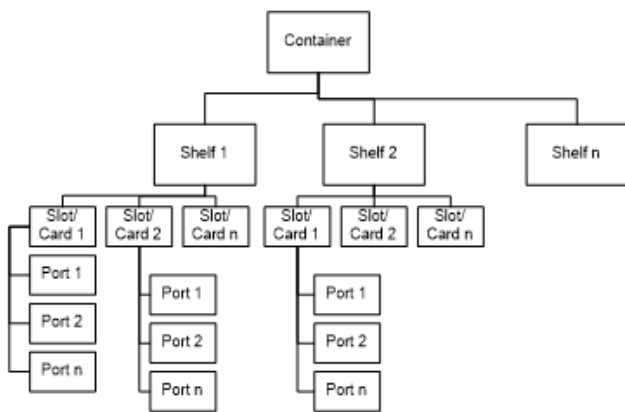 Container
Shelf 1
Shelf 2
Shelf n
Slot/
Card 1
Slot/
Card 2
Slot/
Card n
Slot/
Card 1
Slot/
Card 2
Slot/
Card n
Port 1
Port 2
Port n
Port 1
Port 2
Port n
Port 1
Port 2
Port n